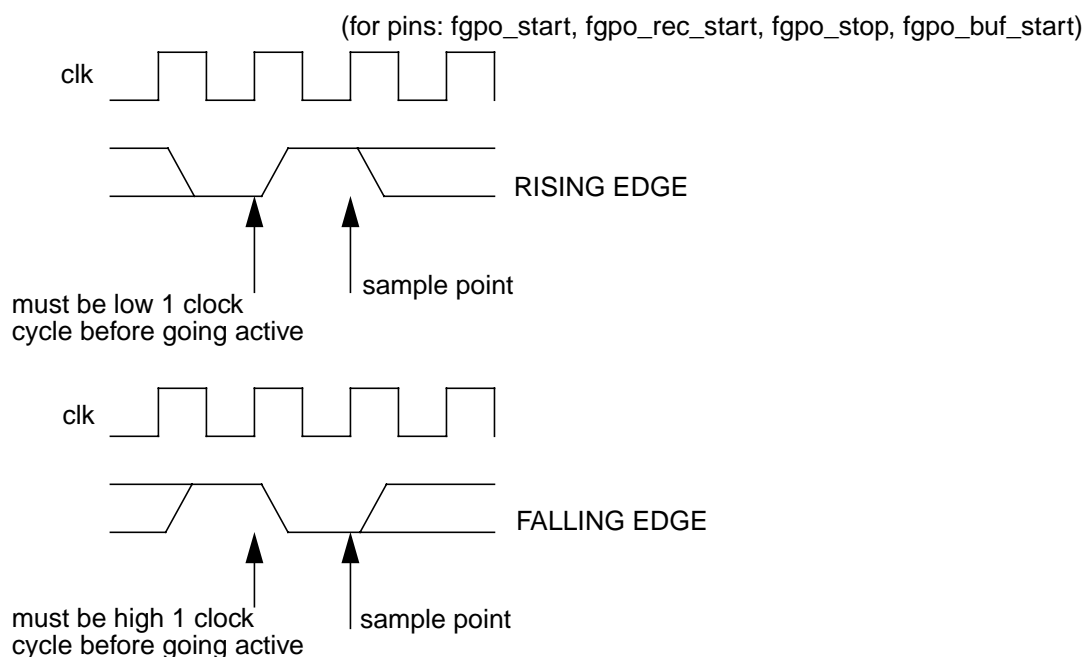 (for pins: fgpo_start, fgpo_rec_start, fgpo_stop, fgpo_buf_start)
clk
RISING EDGE
sample point
must be low 1 clock
cycle before going active
clk
FALLING EDGE
must be high 1 clock
cycle before going active
sample point